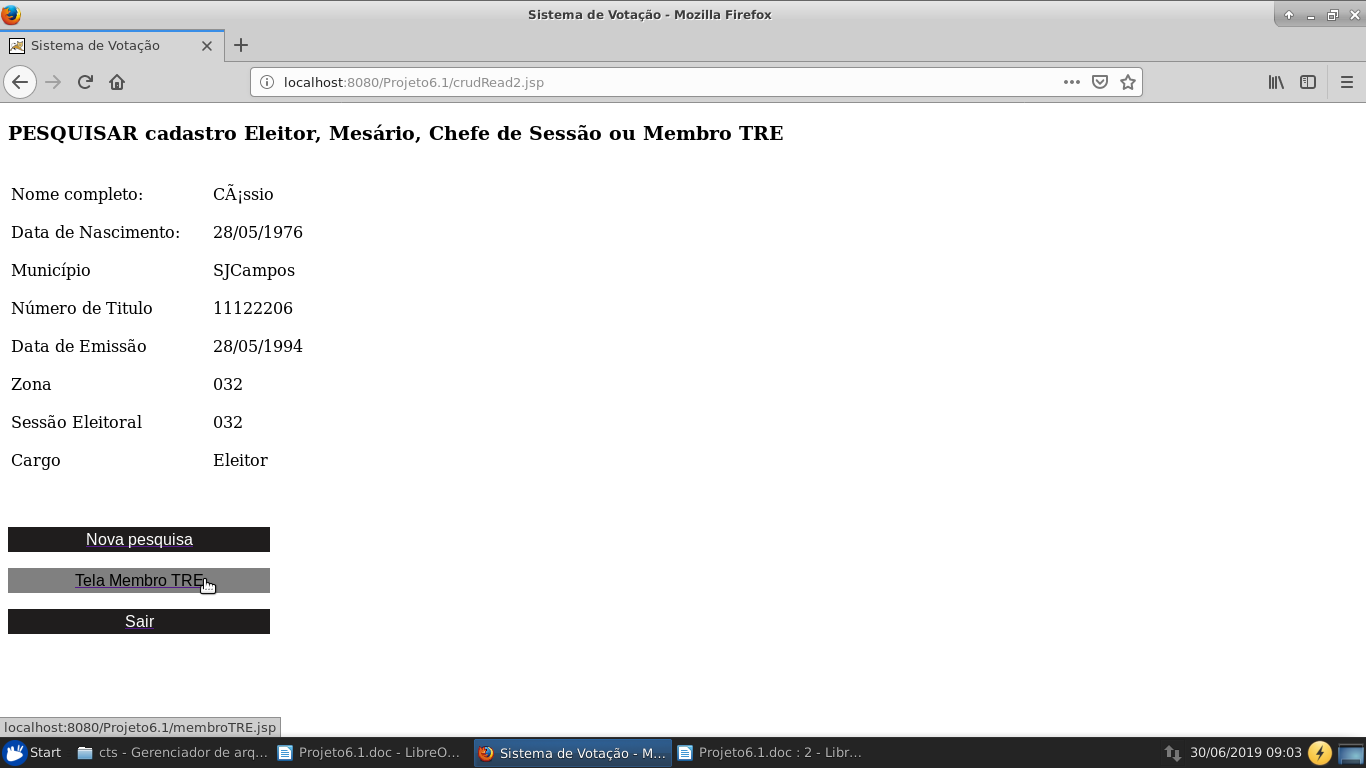 Sistema de Votação - Mozilla Firefox
Sistema de Votação
localhost:8080/Projeto6.1/crudRead2.jsp
PESQUISAR cadastro Eleitor, Mesário, Chefe de Sessão ou Membro TRE
Nome completo: CÃ¡ssio
Data de Nascimento: 28/05/1976
Município SJCampos
Número de Titulo 11122206
Data de Emissão 28/05/1994
Zona 032
Sessão Eleitoral 032
Cargo Eleitor
Nova pesquisa
Tela Membro TRE
Sair
localhost:8080/Projeto6.1/membroTRE.jsp
Start cts - Gerenciador de arq... Projeto6.1.doc - LibreO... Sistema de Votação - M... Projeto6.1.doc : 2 - Libr... 30/06/2019 09:03